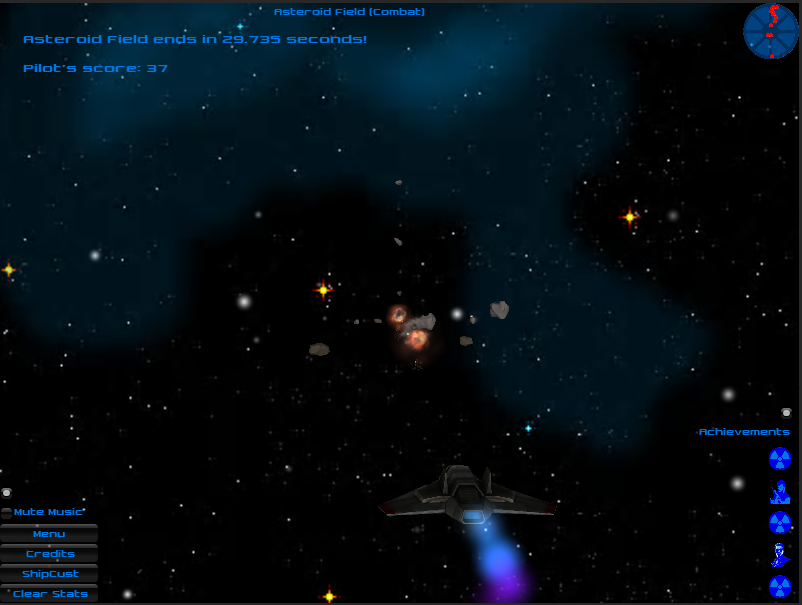 Asteroid Field (Combat)
Asteroid Field ends in 29.735 seconds!
Pilot's score: 37
Achievements
Mute Music
Menu
Credits
ShipCust
Clear Stats